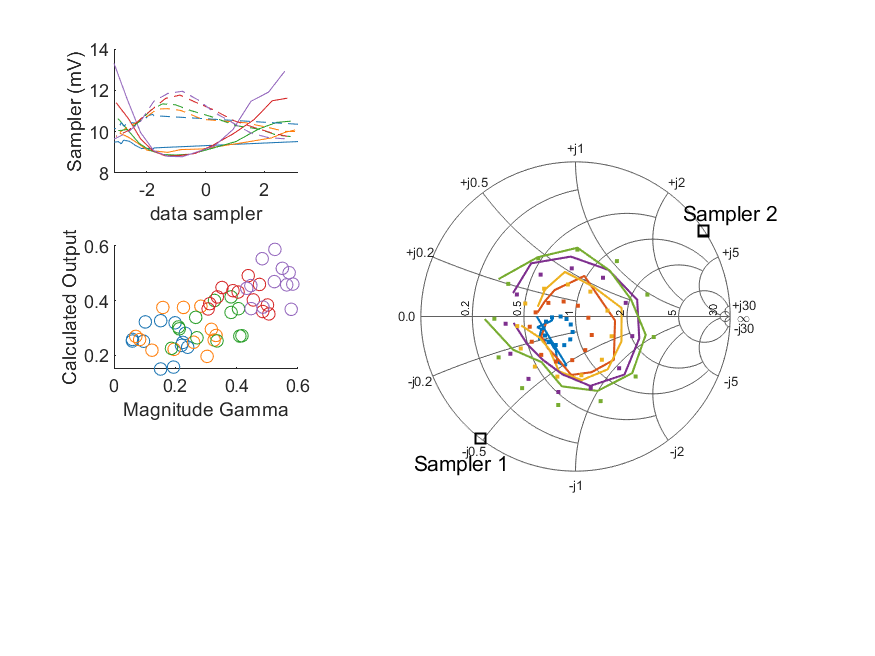 14
12
10
8
Sampler (mV)
-2 0 2
data sampler
0.6
0.4
0.2
Calculated Output
0 0.2 0.4 0.6
Magnitude Gamma
+j1
+j0.5
+j2
Sampler 2
+j0.2
+j5
0.0
0.2
0.5
1
2
5
30
+j30
∞
-j30
-j0.2
-j5
-j0.5
-j2
Sampler 1
-j1